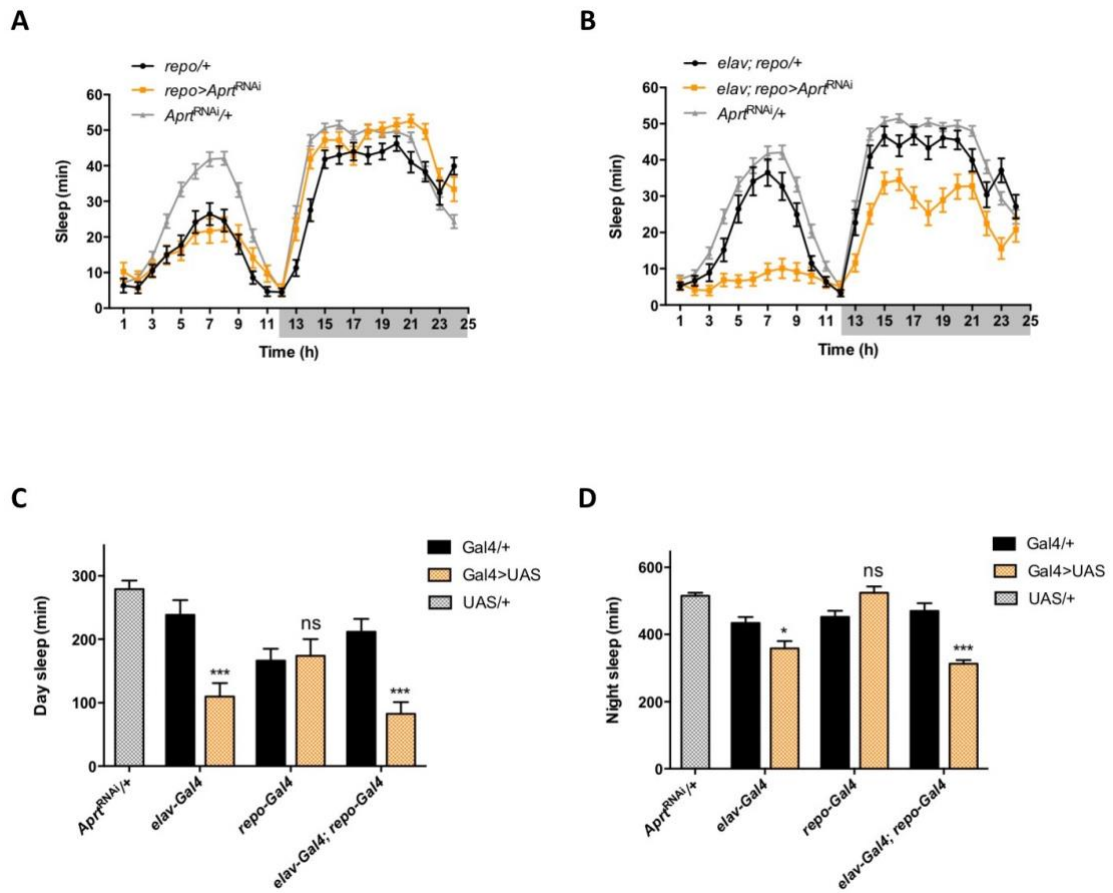 A
repo/+
repo>Aprt^RNAi
Aprt^RNAi/+
60
50
40
30
20
10
0
Sleep (min)
1 3 5 7 9 11 13 15 17 19 21 23 25
Time (h)
B
elav; repo/+
elav; repo>Aprt^RNAi
Aprt^RNAi/+
60
50
40
30
20
10
0
Sleep (min)
1 3 5 7 9 11 13 15 17 19 21 23 25
Time (h)
C
Gal4/+
Gal4>UAS
UAS/+
300
200
100
0
Day sleep (min)
***
ns
***
Aprt^RNAi/+
elav-Gal4
repo-Gal4
elav-Gal4; repo-Gal4
D
Gal4/+
Gal4>UAS
UAS/+
600
400
200
0
Night sleep (min)
*
ns
***
Aprt^RNAi/+
elav-Gal4
repo-Gal4
elav-Gal4; repo-Gal4